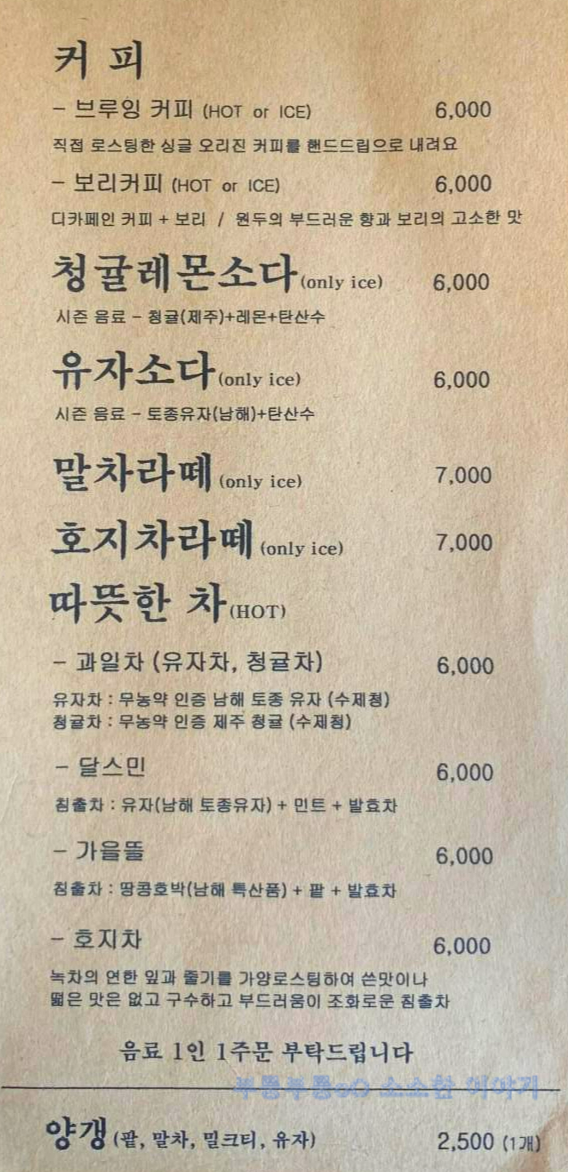 커 피
- 브루잉 커피 (HOT or ICE) 6,000
직접 로스팅한 싱글 오리진 커피를 핸드드립으로 내려요
- 보리커피 (HOT or ICE) 6,000
디카페인 커피 + 보리 / 원두의 부드러운 향과 보리의 고소한 맛
청귤레몬소다(only ice) 6,000
시즌 음료 - 청귤(제주)+레몬+탄산수
유자소다(only ice) 6,000
시즌 음료 - 토종유자(남해)+탄산수
말차라떼(only ice) 7,000
호지차라떼(only ice) 7,000
따뜻한 차(HOT)
- 과일차 (유자차, 청귤차) 6,000
유자차 : 무농약 인증 남해 토종 유자 (수제청)
청귤차 : 무농약 인증 제주 청귤 (수제청)
- 달스민 6,000
침출차 : 유자(남해 토종유자) + 민트 + 발효차
- 가을뜰 6,000
침출차 : 땅콩호박(남해 특산품) + 팥 + 발효차
- 호지차 6,000
녹차의 연한 잎과 줄기를 가양로스팅하여 쓴맛이나
떫은 맛은 없고 구수하고 부드러움이 조화로운 침출차
음료 1인 1주문 부탁드립니다
소소한 이야기
양갱(팥, 말차, 밀크티, 유자) 2,500 (1개)